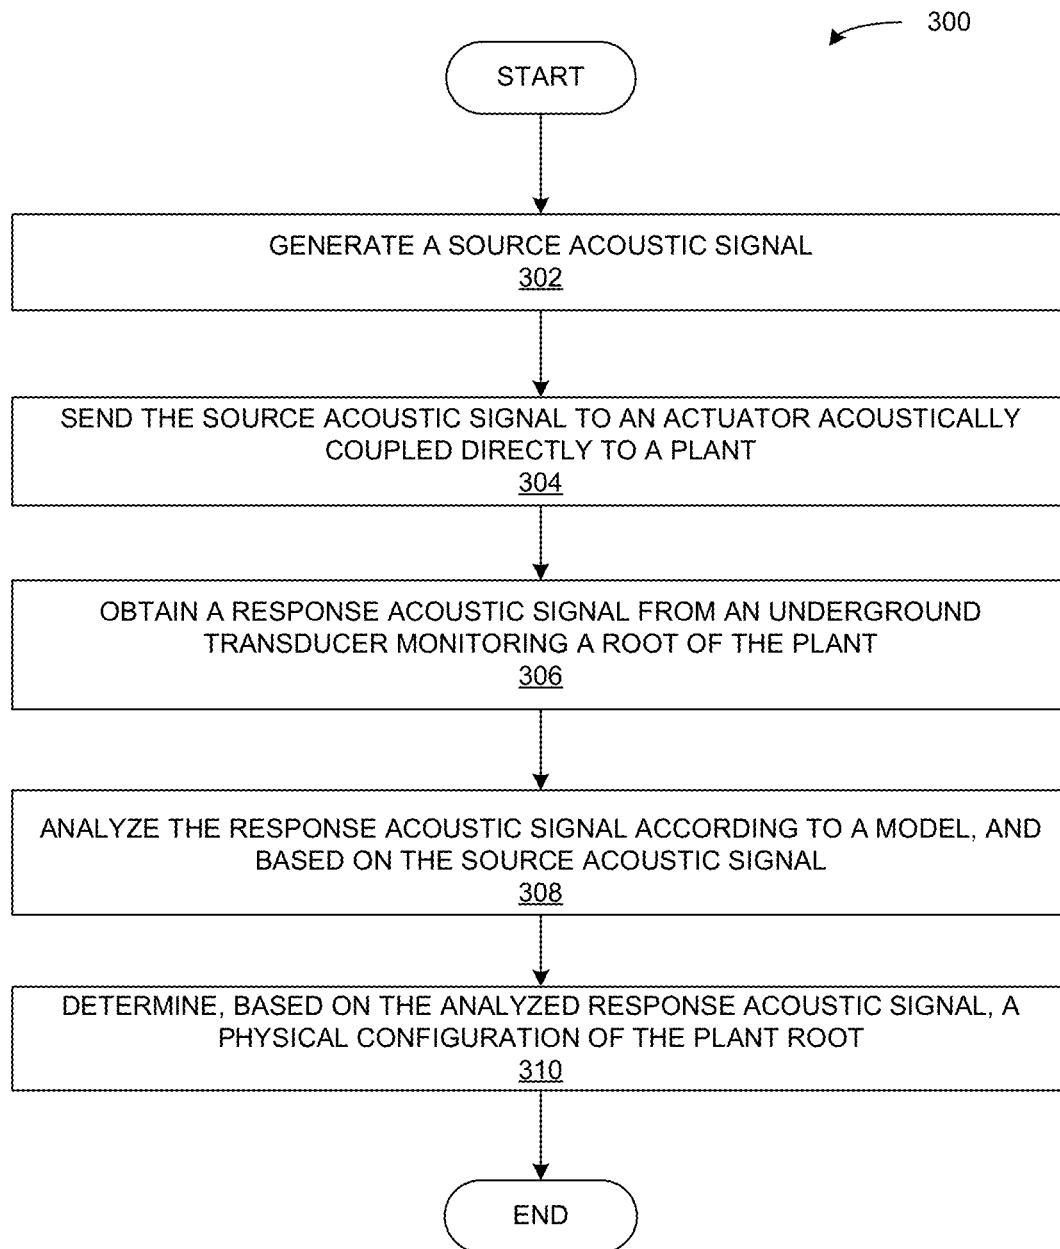 300
START
GENERATE A SOURCE ACOUSTIC SIGNAL
302
SEND THE SOURCE ACOUSTIC SIGNAL TO AN ACTUATOR ACOUSTICALLY
COUPLED DIRECTLY TO A PLANT
304
OBTAIN A RESPONSE ACOUSTIC SIGNAL FROM AN UNDERGROUND
TRANSDUCER MONITORING A ROOT OF THE PLANT
306
ANALYZE THE RESPONSE ACOUSTIC SIGNAL ACCORDING TO A MODEL, AND
BASED ON THE SOURCE ACOUSTIC SIGNAL
308
DETERMINE, BASED ON THE ANALYZED RESPONSE ACOUSTIC SIGNAL, A
PHYSICAL CONFIGURATION OF THE PLANT ROOT
310
END